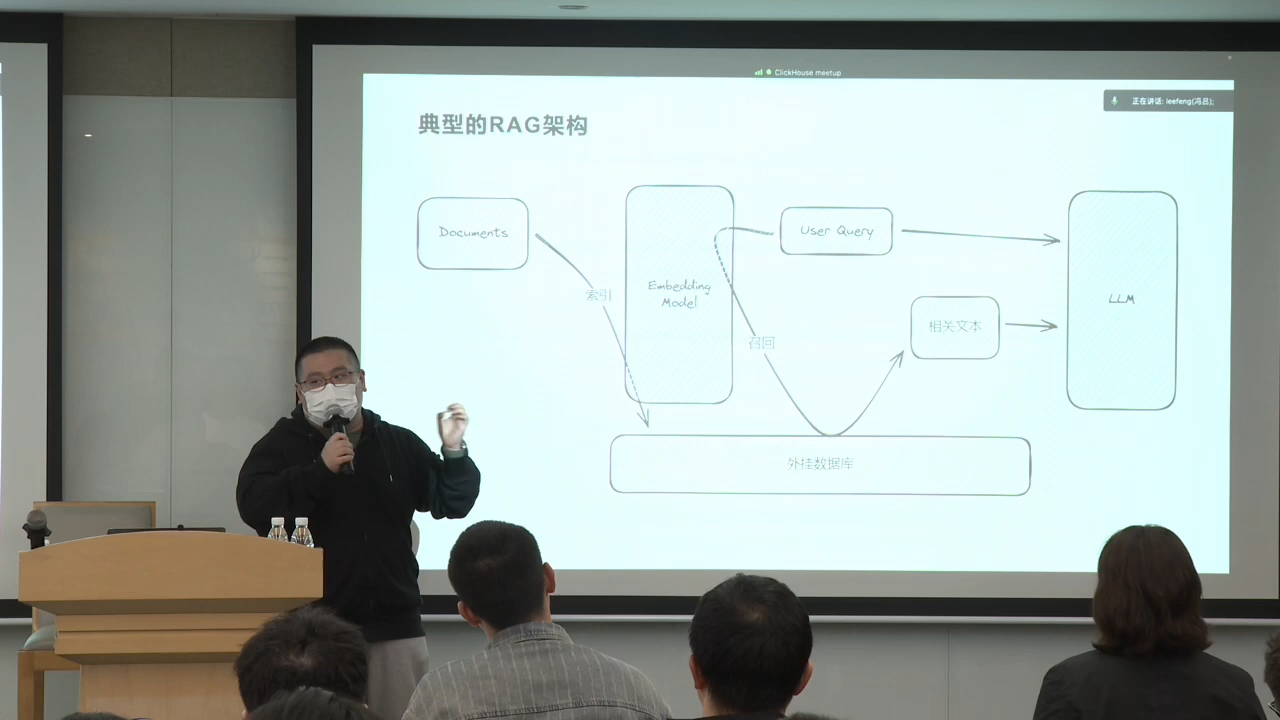 ClickHouse meetup
正在讲话: leefeng(冯吕);
典型的RAG架构
Documents
User Query
索引
Embedding
Model
LLM
相关文本
召回
外挂数据库